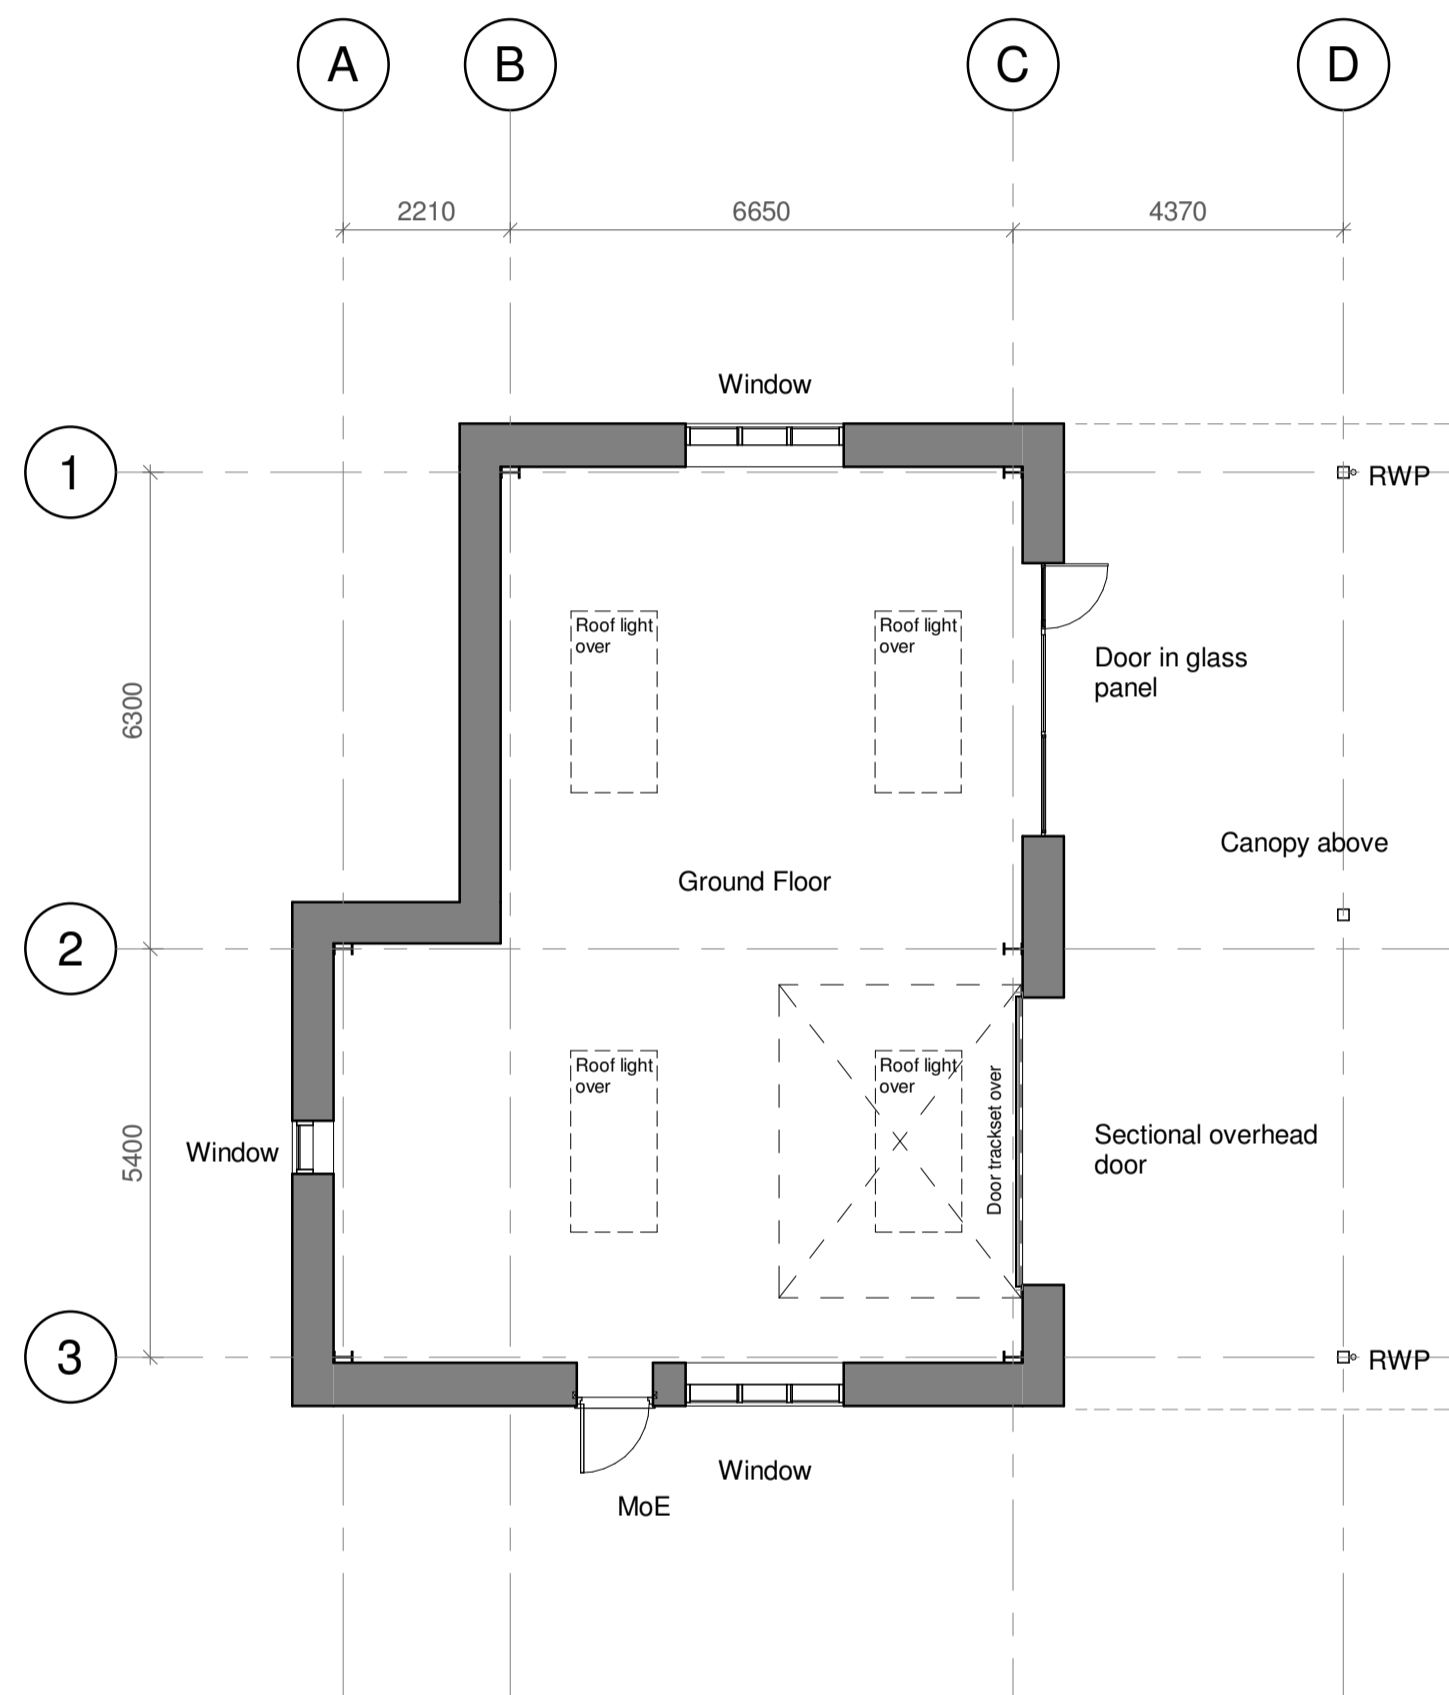 A B C D
2210 6650 4370
Window
1
RWP
Roof light
over
Roof light
over
Door in glass
panel
6300
Canopy above
Ground Floor
2
Roof light
over
Roof light
over
Door trackset over
Sectional overhead
door
Window
5400
3
RWP
Window
MoE